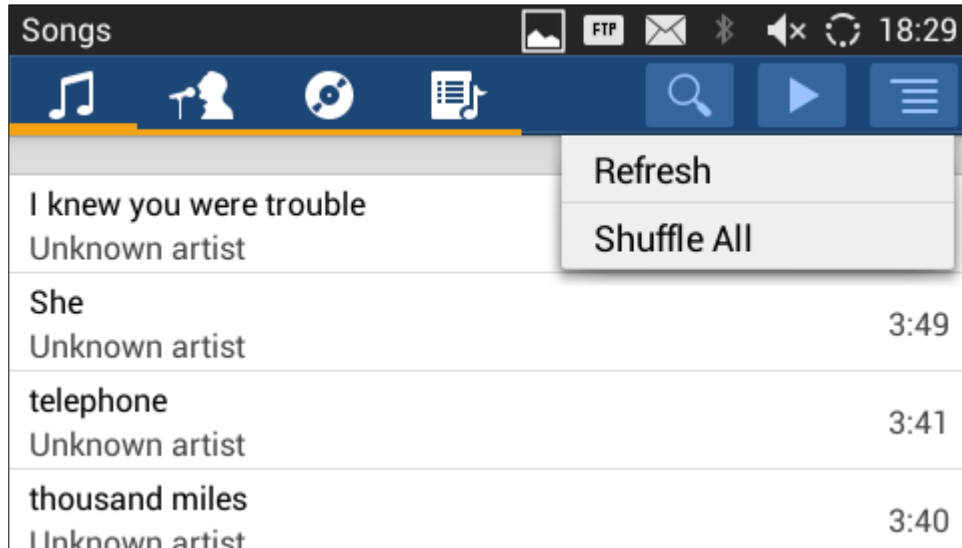 Songs
FTP
18:29
Refresh
Shuffle All
I knew you were trouble
Unknown artist
She
Unknown artist
3:49
telephone
Unknown artist
3:41
thousand miles
Unknown artist
3:40